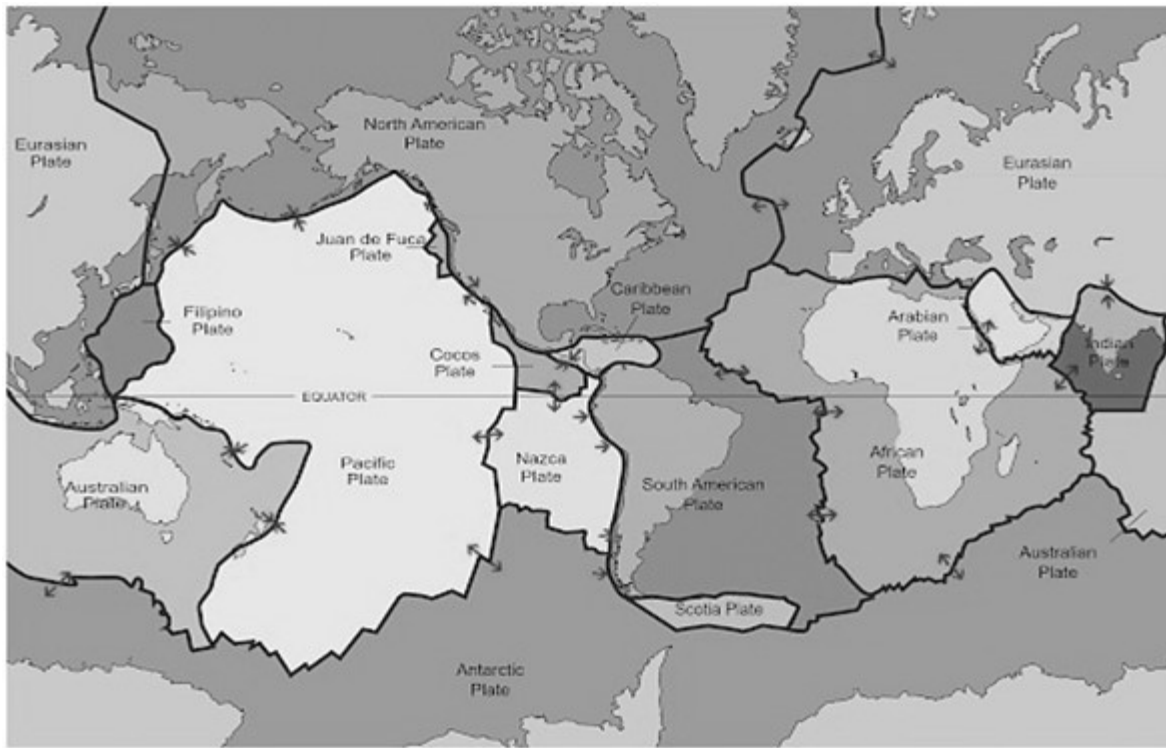 North American
Plate
Eurasian
Plate
Eurasian
Plate
Juan de Fuca
Plate
Caribbean
Plate
Filipino
Plate
Arabian
Plate
Indian
Plate
Cocos
Plate
EQUATOR
Pacific
Plate
Nazca
Plate
African
Plate
Australian
Plate
South American
Plate
Australian
Plate
Scotia Plate
Antarctic
Plate